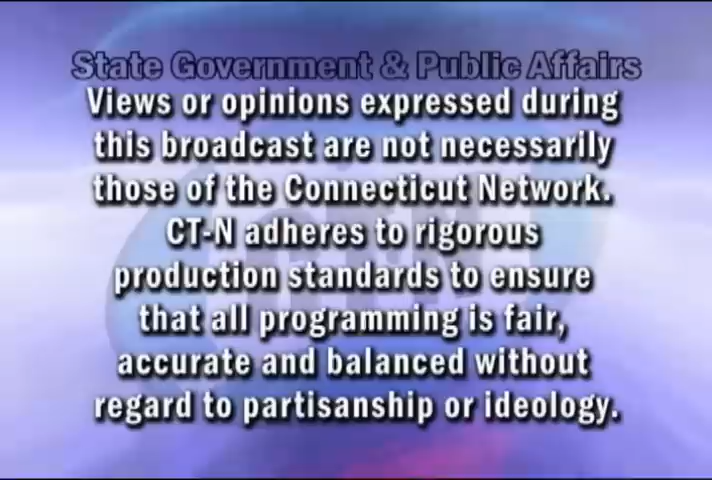 State Government & Public Affairs
Views or opinions expressed during
this broadcast are not necessarily
those of the Connecticut Network.
CT-N adheres to rigorous
production standards to ensure
that all programming is fair,
accurate and balanced without
regard to partisanship or ideology.